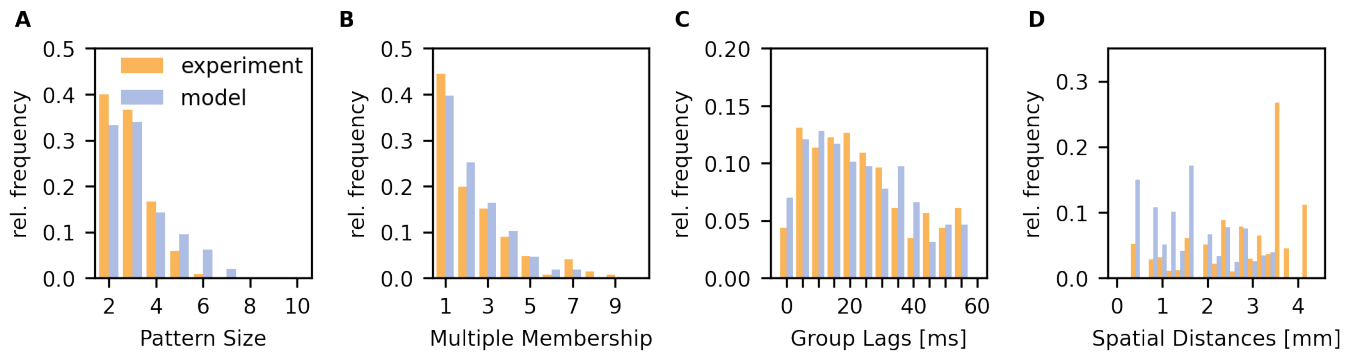 A
0.5
0.4
0.3
0.2
0.1
0.0
rel. frequency
experiment
model
2 4 6 8 10
Pattern Size
B
0.5
0.4
0.3
0.2
0.1
0.0
rel. frequency
1 3 5 7 9
Multiple Membership
C
0.20
0.15
0.10
0.05
0.00
rel. frequency
0 20 40 60
Group Lags [ms]
D
0.3
0.2
0.1
0.0
rel. frequency
0 1 2 3 4
Spatial Distances [mm]